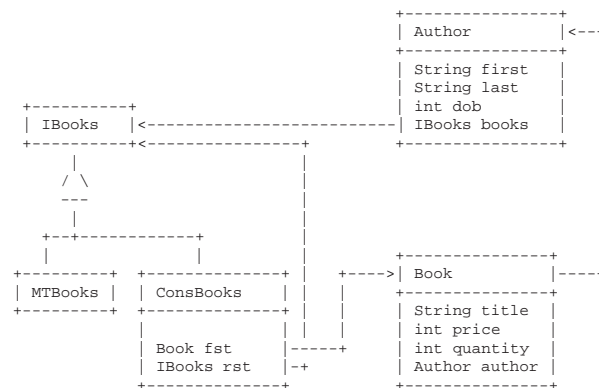 Author
String first
String last
int dob
IBooks books
IBooks
MTBooks
ConsBooks
Book fst
IBooks rst
Book
String title
int price
int quantity
Author author